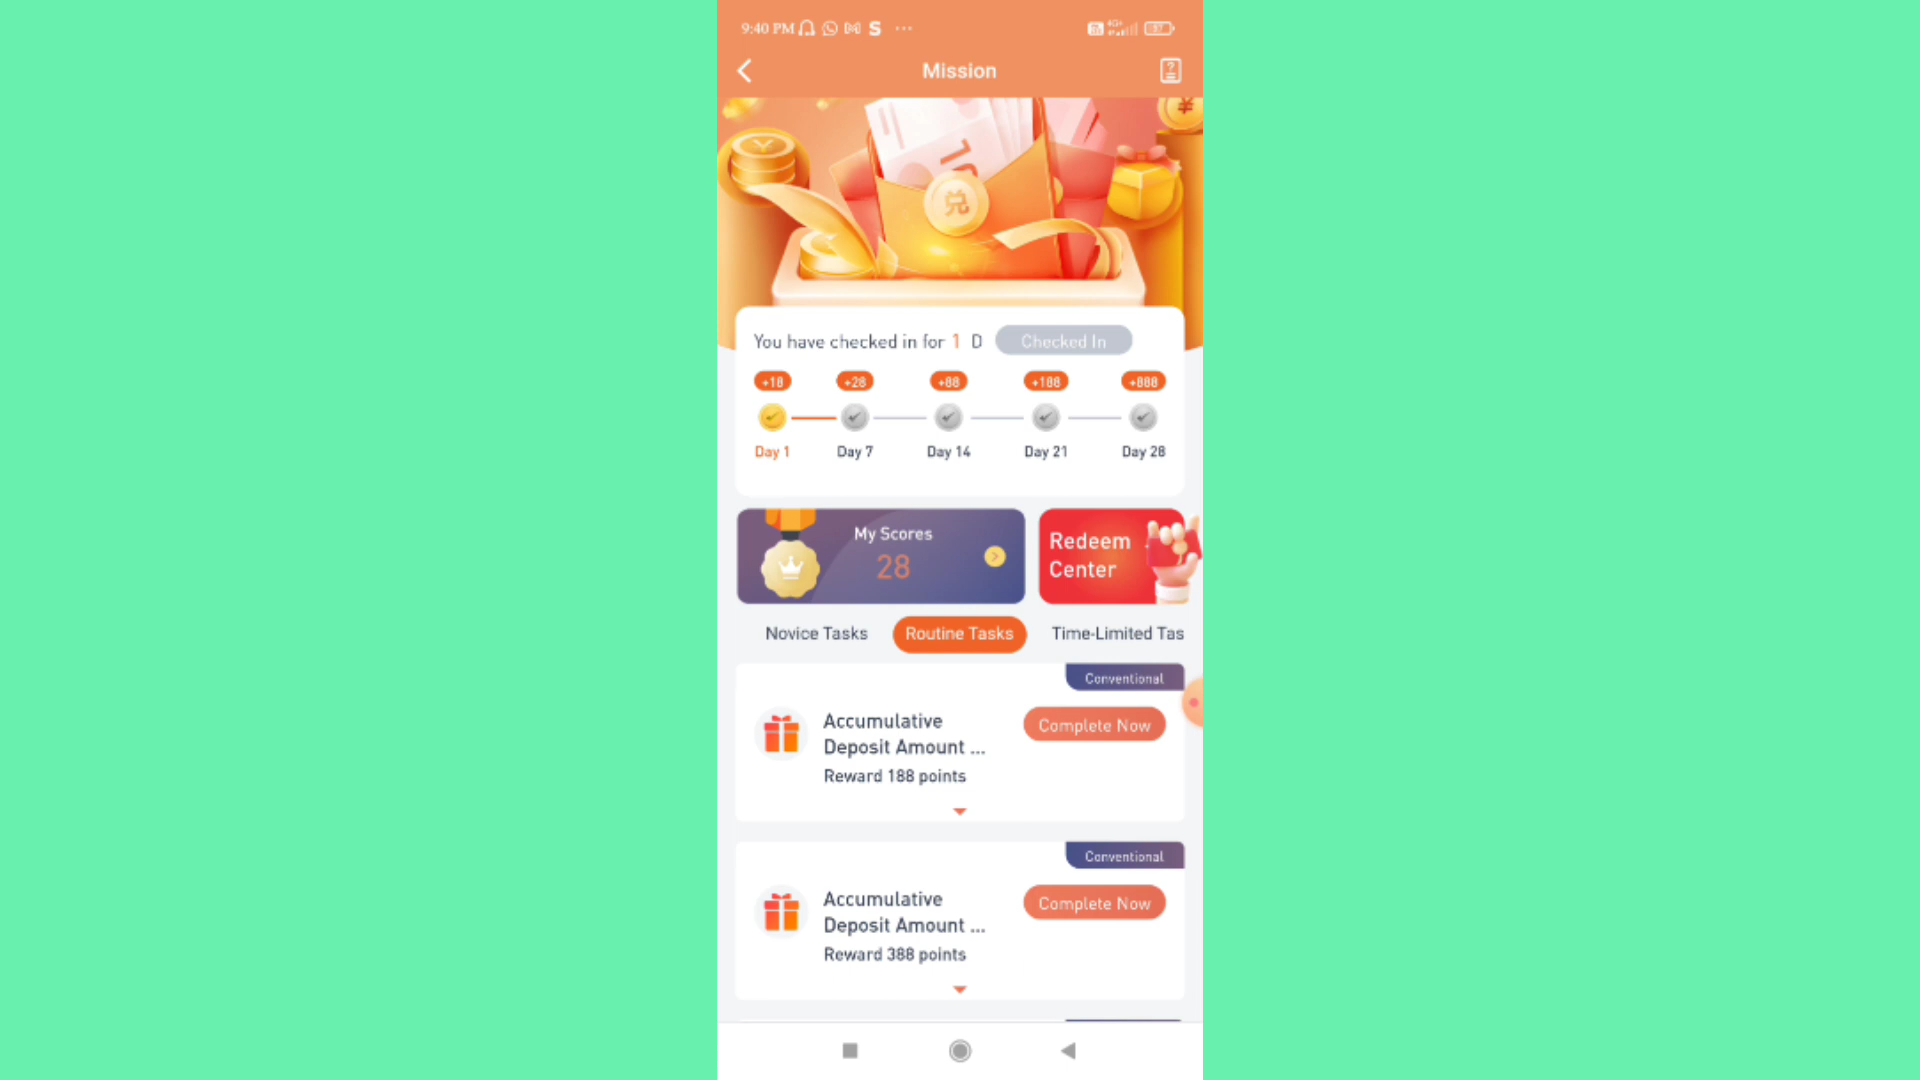 9:40 PM
4G+
57
Mission
兑
You have checked in for 1 D
Checked In
+18 +28 +88 +188 +888
Day 1 Day 7 Day 14 Day 21 Day 28
My Scores
28
Redeem
Center
Novice Tasks
Routine Tasks
Time-Limited Tas
Conventional
Accumulative
Deposit Amount ...
Reward 188 points
Complete Now
Conventional
Accumulative
Deposit Amount ...
Reward 388 points
Complete Now